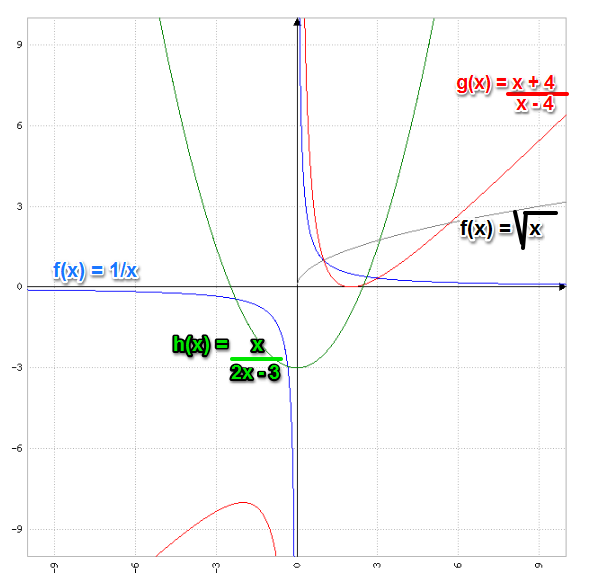 9
g(x) = x + 4
x - 4
6
3
f(x) = √x
f(x) = 1/x
0
h(x) = x
2x - 3
-3
-6
-9
-9
-6
-3
0
3
6
9